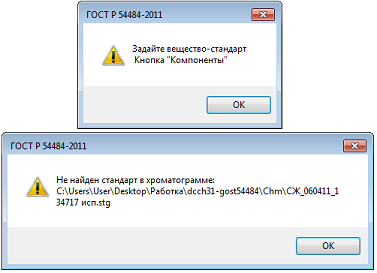 ГОСТ Р 54484-2011
Задайте вещество-стандарт
Кнопка "Компоненты"
OK
ГОСТ Р 54484-2011
Не найден стандарт в хроматограмме:
C:\Users\User\Desktop\Работка\dcch31-gost54484\Chm\СЖ_060411_1
34717 исп.stg
OK